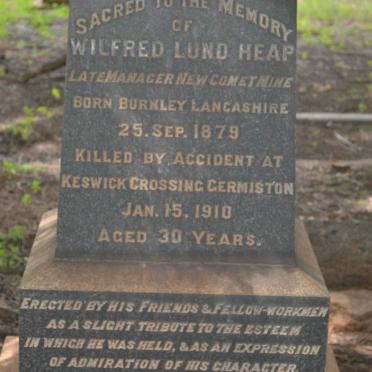 SACRED TO THE MEMORY
OF
WILFRED LUND HEAP
LATE MANAGER NEW COMET MINE
BORN BURNLEY LANCASHIRE
25. SEP. 1879
KILLED BY ACCIDENT AT
KESWICK CROSSING GERMISTON
JAN. 15, 1910
AGED 30 YEARS.
ERECTED BY HIS FRIENDS & FELLOW-WORKMEN
AS A SLIGHT TRIBUTE TO THE ESTEEM
IN WHICH HE WAS HELD, & AS AN EXPRESSION
OF ADMIRATION OF HIS CHARACTER.